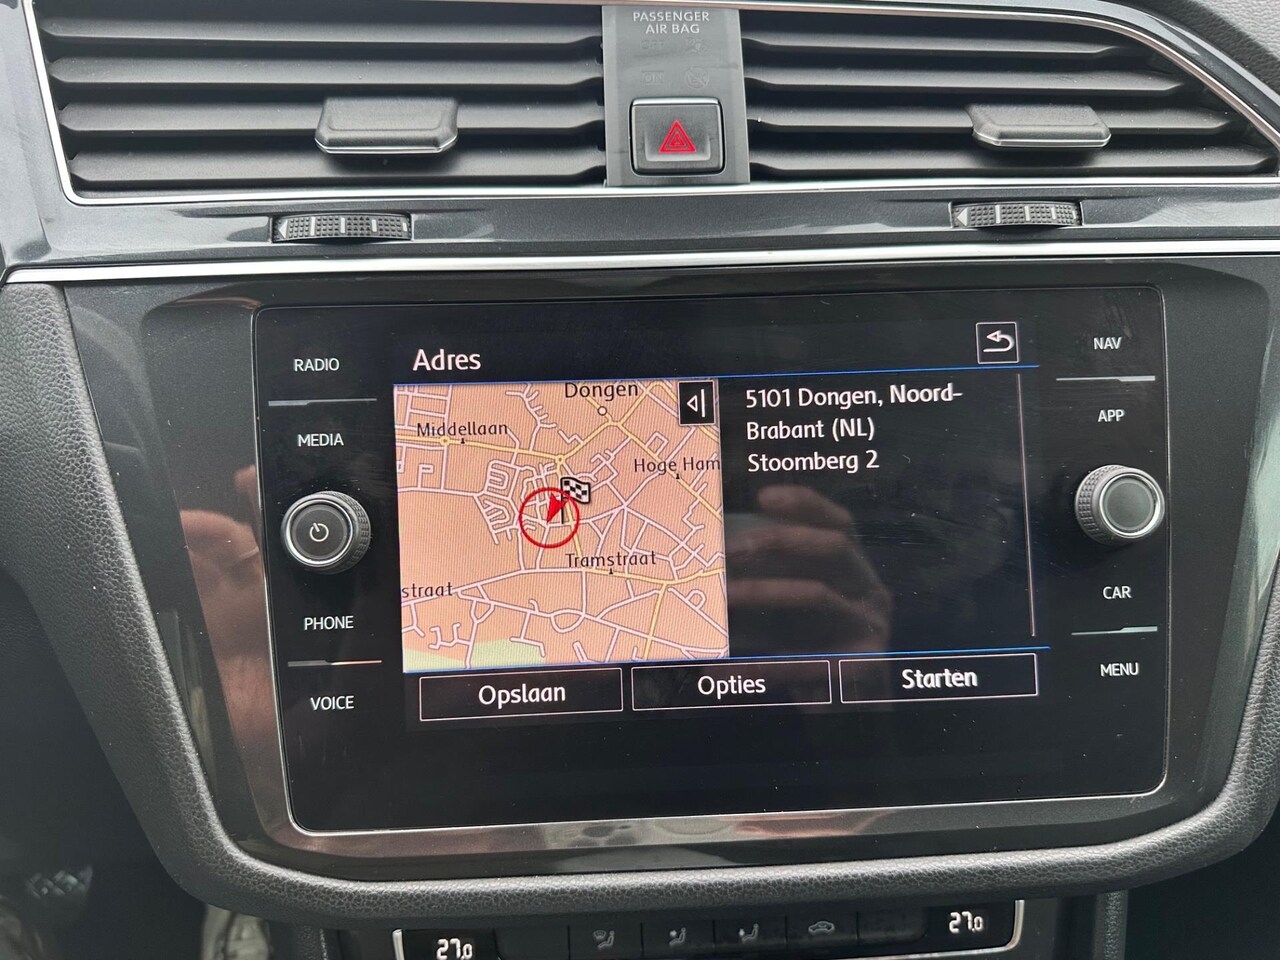 PASSENGER
AIR BAG
RADIO
MEDIA
PHONE
VOICE
NAV
APP
CAR
MENU
Adres
Dongen
Middellaan
Hoge Ham
Tramstraat
straat
5101 Dongen, Noord-
Brabant (NL)
Stoomberg 2
Opslaan
Opties
Starten
27.0
27.0